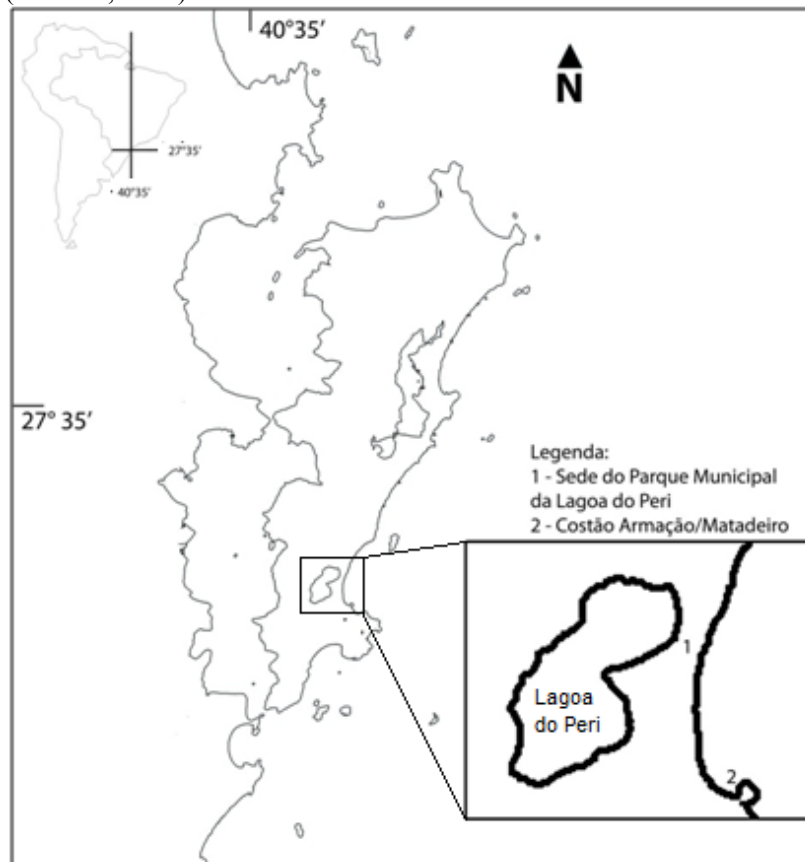 40°35'
N
27°35'
40°35'
27° 35'
Legenda:
1 - Sede do Parque Municipal
da Lagoa do Peri
2 - Costão Armação/Matadeiro
1
Lagoa
do Peri
2